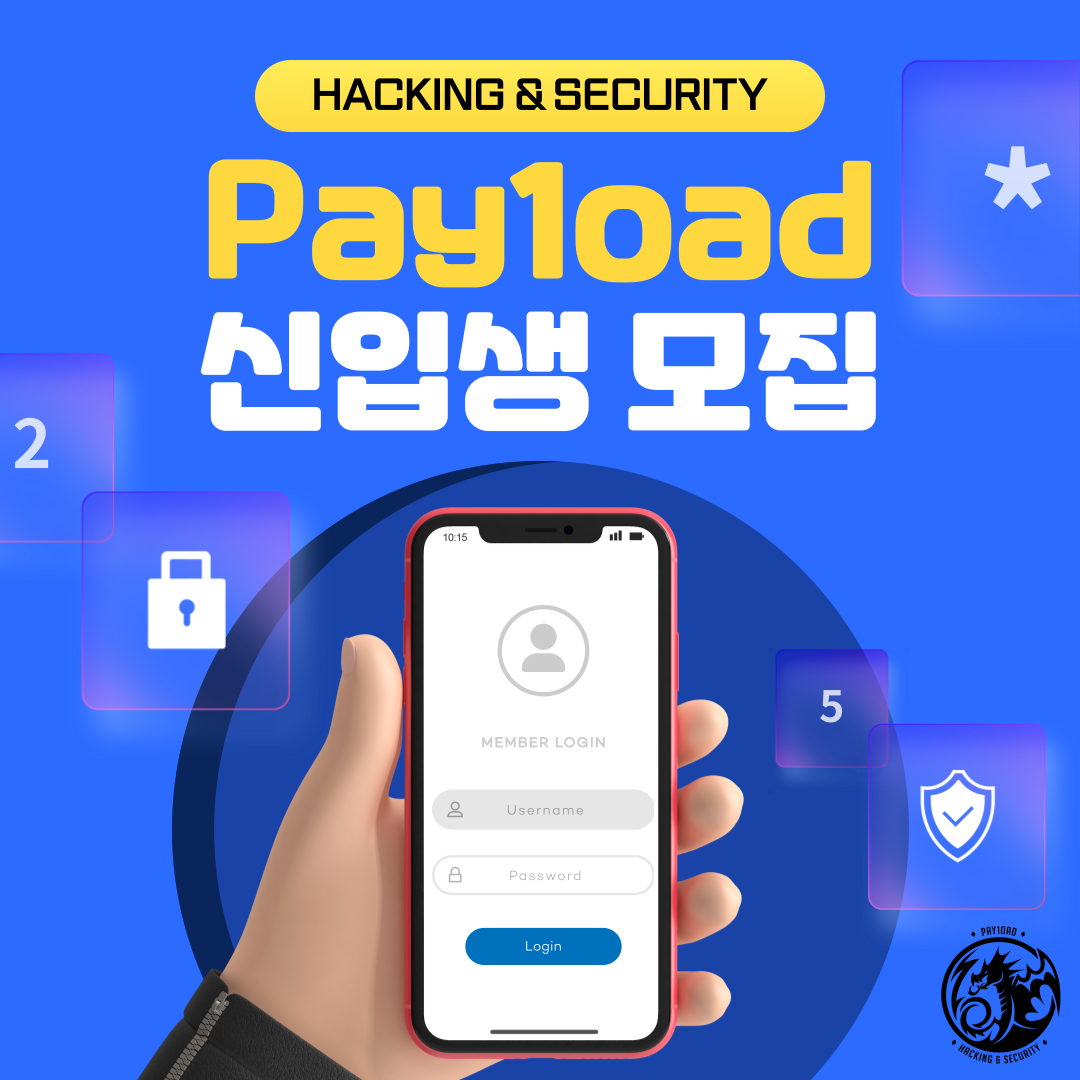 HACKING & SECURITY
Pay1oad
신입생 모집
*
2
10:15
MEMBER LOGIN
Username
5
Password
Login
PAY1OAD
HACKING & SECURITY